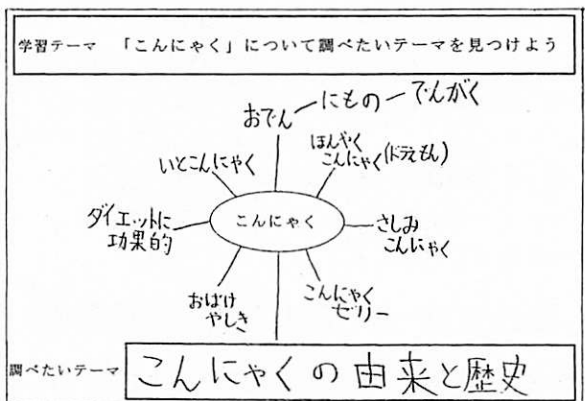 学習テーマ 「こんにゃく」について調べたいテーマを見つけよう
おでん―にもの―でんがく
ほんやく
こんにゃく(ドラえもん)
いとこんにゃく
こんにゃく
ダイエットに
功果的
さしみ
こんにゃく
おばけ
やしき
こんにゃく
ゼリー
調べたいテーマ こんにゃくの由来と歴史